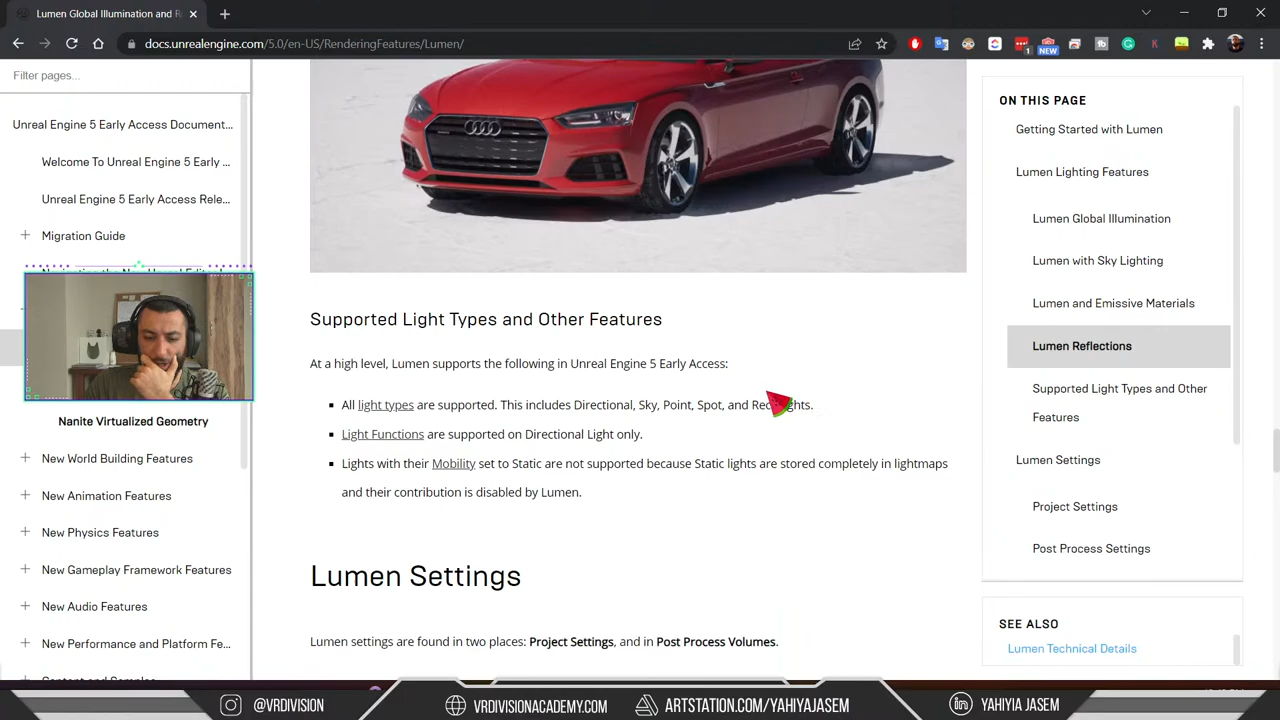 Lumen Global Illumination and R
docs.unrealengine.com/5.0/en-US/RenderingFeatures/Lumen/
1
NEW
Filter pages...
Unreal Engine 5 Early Access Document...
Welcome To Unreal Engine 5 Early ...
Unreal Engine 5 Early Access Rele...
Migration Guide
Nanite Virtualized Geometry
New World Building Features
New Animation Features
New Physics Features
New Gameplay Framework Features
New Audio Features
New Performance and Platform Fe...
Content and Samples
Supported Light Types and Other Features
At a high level, Lumen supports the following in Unreal Engine 5 Early Access:
All light types are supported. This includes Directional, Sky, Point, Spot, and
Light Functions are supported on Directional Light only.
Lights with their Mobility set to Static are not supported because Static lights are stored completely in lightmaps
and their contribution is disabled by Lumen.
Lumen Settings
Lumen settings are found in two places: Project Settings, and in Post Process Volumes.
ON THIS PAGE
Getting Started with Lumen
Lumen Lighting Features
Lumen Global Illumination
Lumen with Sky Lighting
Lumen and Emissive Materials
Lumen Reflections
Supported Light Types and Other
Features
Lumen Settings
Project Settings
Post Process Settings
SEE ALSO
Lumen Technical Details
@VRDIVISION
VRDIVISIONACADEMY.COM
ARTSTATION.COM/YAHIYAJASEM
YAHIYIA JASEM